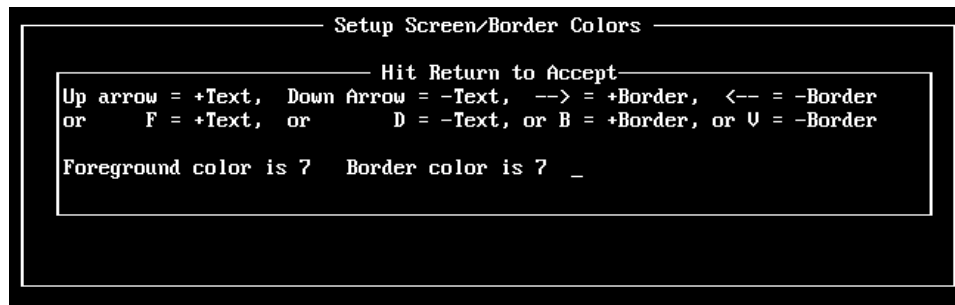 Setup Screen/Border Colors
Hit Return to Accept
Up arrow = +Text,  Down Arrow = -Text,  --> = +Border,  <-- = -Border
or     F = +Text,  or       D = -Text, or B = +Border, or V = -Border
Foreground color is 7   Border color is 7  _